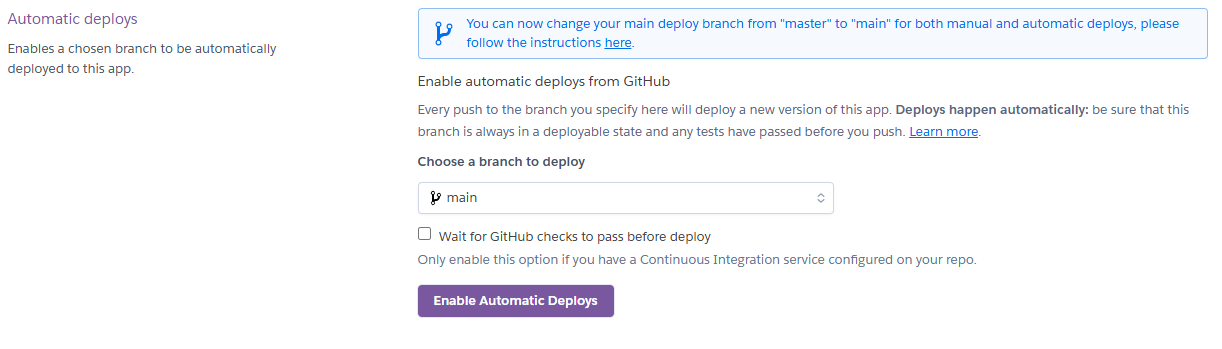 Automatic deploys
Enables a chosen branch to be automatically
deployed to this app.
You can now change your main deploy branch from "master" to "main" for both manual and automatic deploys, please
follow the instructions here.
Enable automatic deploys from GitHub
Every push to the branch you specify here will deploy a new version of this app. Deploys happen automatically: be sure that this
branch is always in a deployable state and any tests have passed before you push. Learn more.
Choose a branch to deploy
main
Wait for GitHub checks to pass before deploy
Only enable this option if you have a Continuous Integration service configured on your repo.
Enable Automatic Deploys